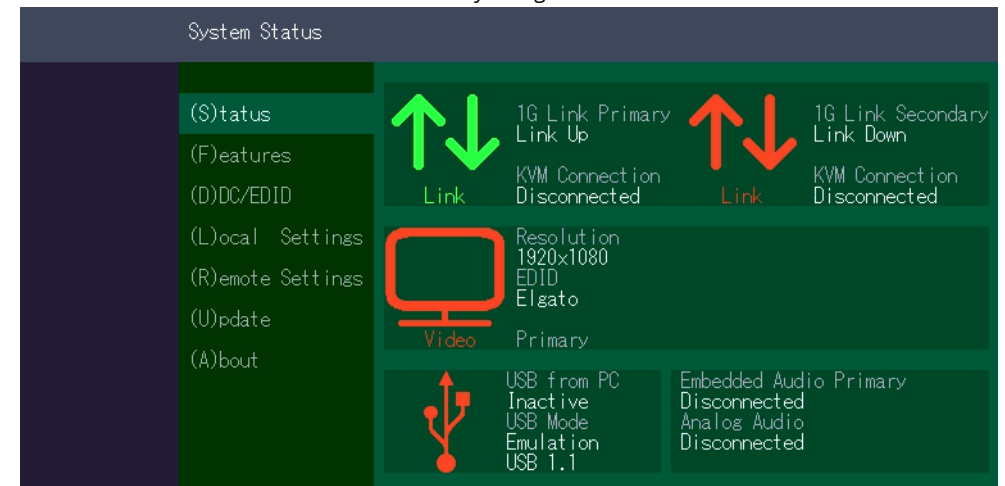 System Status
(S)tatus
(F)eatures
(D)DC/EDID
(L)ocal Settings
(R)emote Settings
(U)pdate
(A)bout
Link
1G Link Primary
Link Up
KVM Connection
Disconnected
Link
1G Link Secondary
Link Down
KVM Connection
Disconnected
Video
Resolution
1920x1080
EDID
Elgato
Primary
USB from PC
Inactive
USB Mode
Emulation
USB 1.1
Embedded Audio Primary
Disconnected
Analog Audio
Disconnected